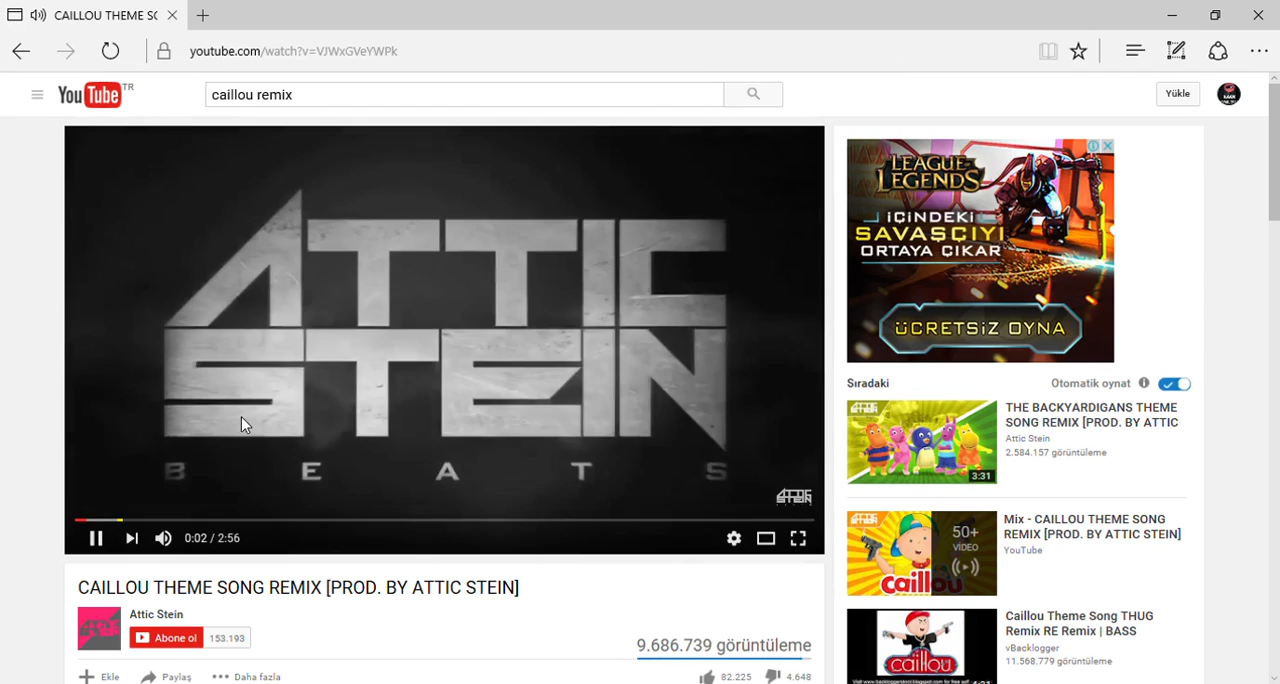 CAILLOU THEME SO
youtube.com/watch?v=VJWxGVeYWPk
YouTube TR
caillou remix
Yükle
ATTIC
STEIN
BEATS
ATTIC
STEIN
0:02 / 2:56
CAILLOU THEME SONG REMIX [PROD. BY ATTIC STEIN]
Attic Stein
Abone ol 153.193
9.686.739 görüntüleme
Ekle Paylaş Daha fazla
82.225 4.648
LEAGUE of
LEGENDS
İÇİNDEKİ
SAVAŞÇIYI
ORTAYA ÇIKAR
ÜCRETSİZ OYNA
Sıradaki Otomatik oynat
THE BACKYARDIGANS THEME
SONG REMIX [PROD. BY ATTIC
Attic Stein
2.584.157 görüntüleme
3:31
Mix - CAILLOU THEME SONG
REMIX [PROD. BY ATTIC STEIN]
YouTube
50+
VİDEO
caillou
Caillou Theme Song THUG
Remix RE Remix | BASS
vBacklogger
11.568.779 görüntüleme
caillou